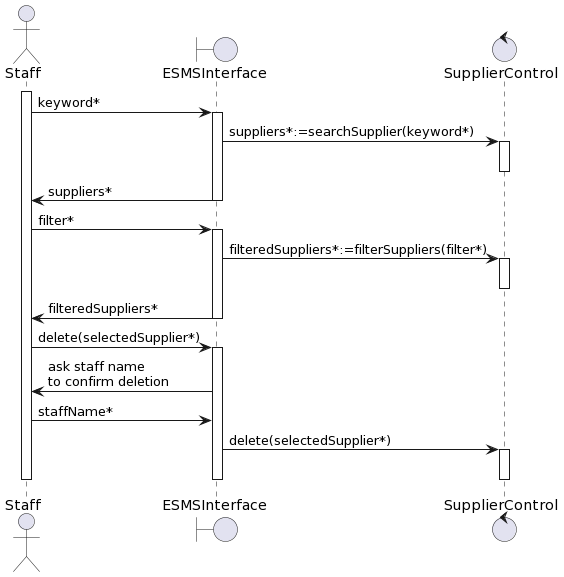 Staff
ESMSInterface
SupplierControl
keyword*
suppliers*:=searchSupplier(keyword*)
suppliers*
filter*
filteredSuppliers*:=filterSuppliers(filter*)
filteredSuppliers*
delete(selectedSupplier*)
ask staff name
to confirm deletion
staffName*
delete(selectedSupplier*)
Staff
ESMSInterface
SupplierControl